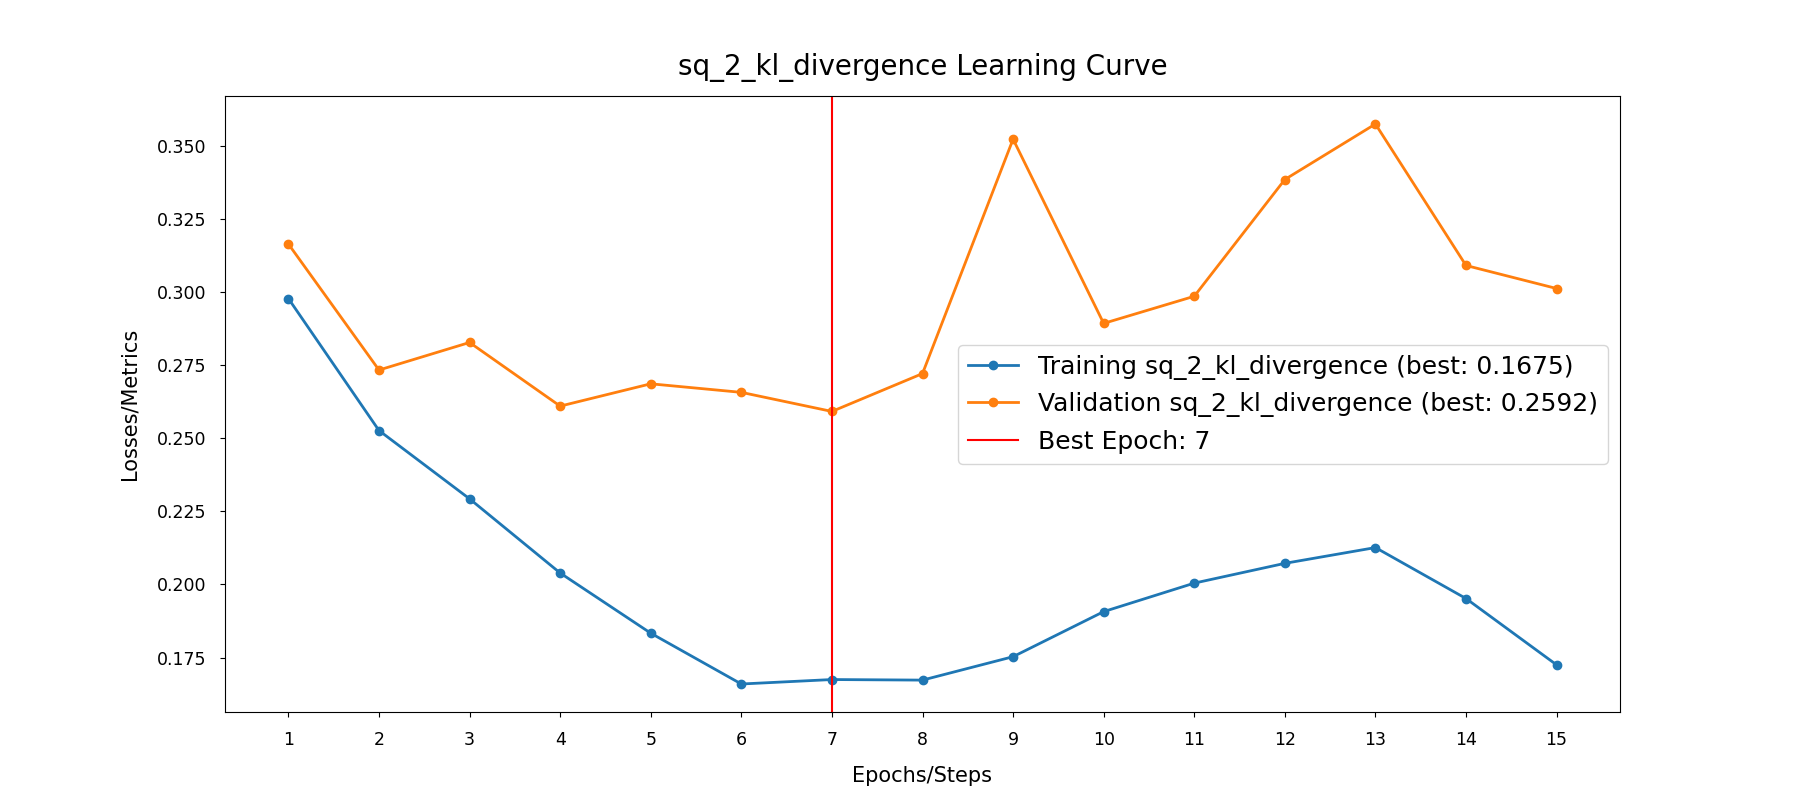 sq_2_kl_divergence Learning Curve
Losses/Metrics
0.350
0.325
0.300
0.275
0.250
0.225
0.200
0.175
Training sq_2_kl_divergence (best: 0.1675)
Validation sq_2_kl_divergence (best: 0.2592)
Best Epoch: 7
1 2 3 4 5 6 7 8 9 10 11 12 13 14 15
Epochs/Steps